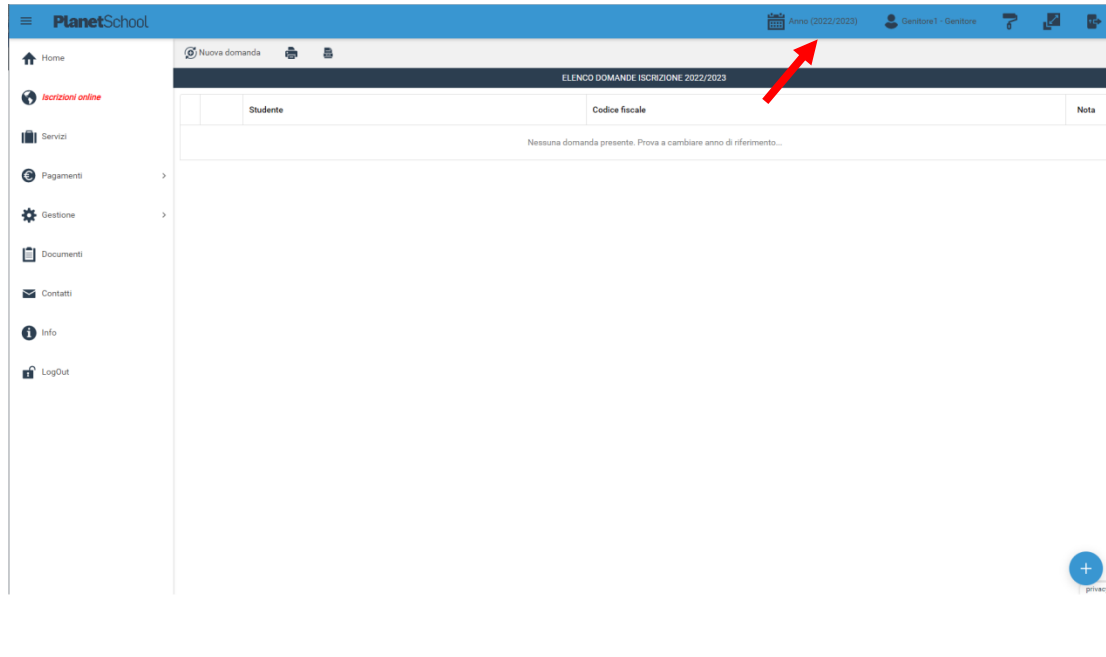 PlanetSchool
Anno (2022/2023)
Genitore1 - Genitore
Home
Iscrizioni online
Servizi
Pagamenti
Gestione
Documenti
Contatti
Info
LogOut
Nuova domanda
ELENCO DOMANDE ISCRIZIONE 2022/2023
Studente Codice fiscale Nota
Nessuna domanda presente. Prova a cambiare anno di riferimento...
privac